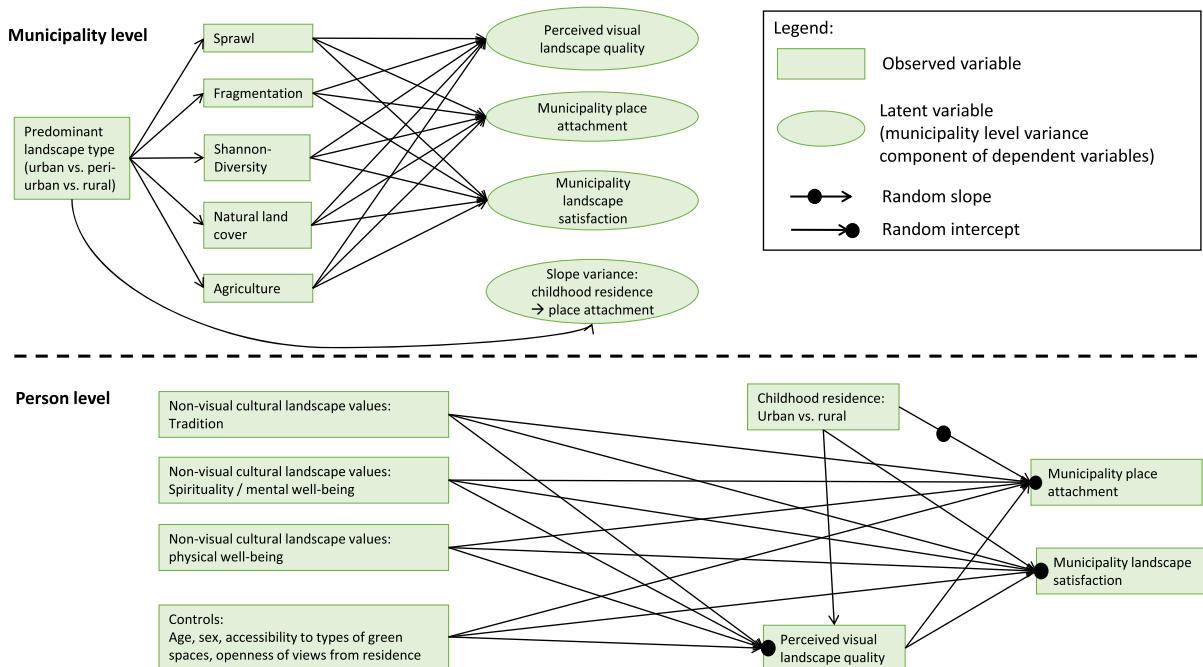 Municipality level
Predominant
landscape type
(urban vs. peri-
urban vs. rural)
Sprawl
Fragmentation
Shannon-
Diversity
Natural land
cover
Agriculture
Perceived visual
landscape quality
Municipality place
attachment
Municipality
landscape
satisfaction
Slope variance:
childhood residence
→ place attachment
Legend:
Observed variable
Latent variable
(municipality level variance
component of dependent variables)
Random slope
Random intercept
Person level
Non-visual cultural landscape values:
Tradition
Non-visual cultural landscape values:
Spirituality / mental well-being
Non-visual cultural landscape values:
physical well-being
Controls:
Age, sex, accessibility to types of green
spaces, openness of views from residence
Childhood residence:
Urban vs. rural
Perceived visual
landscape quality
Municipality place
attachment
Municipality landscape
satisfaction